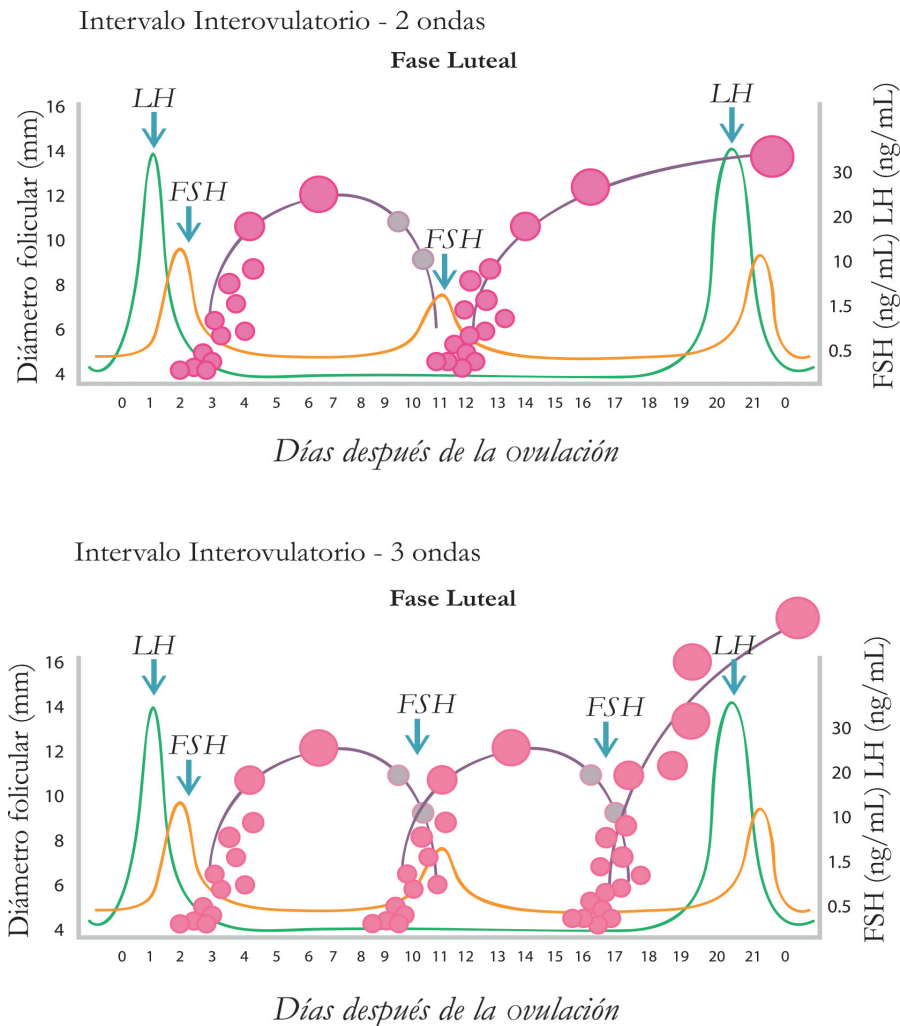 Intervalo Interovulatorio - 2 ondas
Fase Luteal
Diámetro folicular (mm)
16
14
12
10
8
6
4
LH
FSH
FSH
LH
30
20
10
1.5
0.5
FSH (ng/mL) LH (ng/mL)
0 1 2 3 4 5 6 7 8 9 10 11 12 13 14 15 16 17 18 19 20 21 0
Días después de la ovulación
Intervalo Interovulatorio - 3 ondas
Fase Luteal
Diámetro folicular (mm)
16
14
12
10
8
6
4
LH
FSH
FSH
FSH
LH
30
20
10
1.5
0.5
FSH (ng/mL) LH (ng/mL)
0 1 2 3 4 5 6 7 8 9 10 11 12 13 14 15 16 17 18 19 20 21 0
Días después de la ovulación